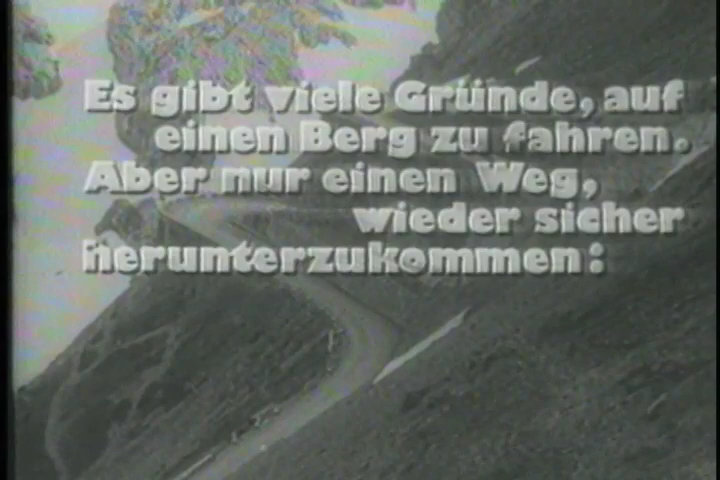 Es gibt viele Gründe, auf
einen Berg zu fahren.
Aber nur einen Weg,
wieder sicher
herunterzukommen: